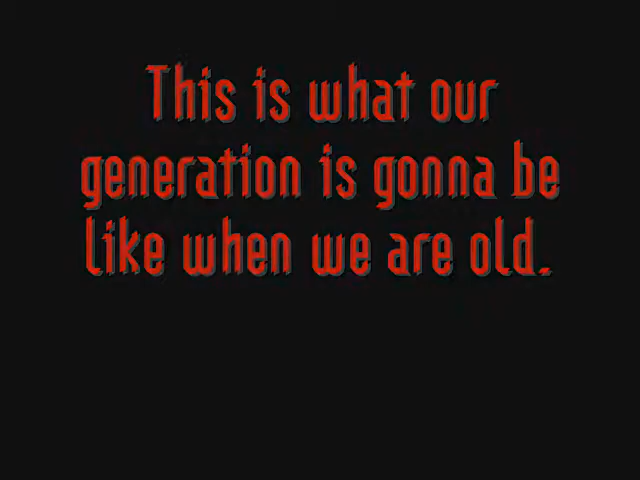 This is what our
generation is gonna be
like when we are old.